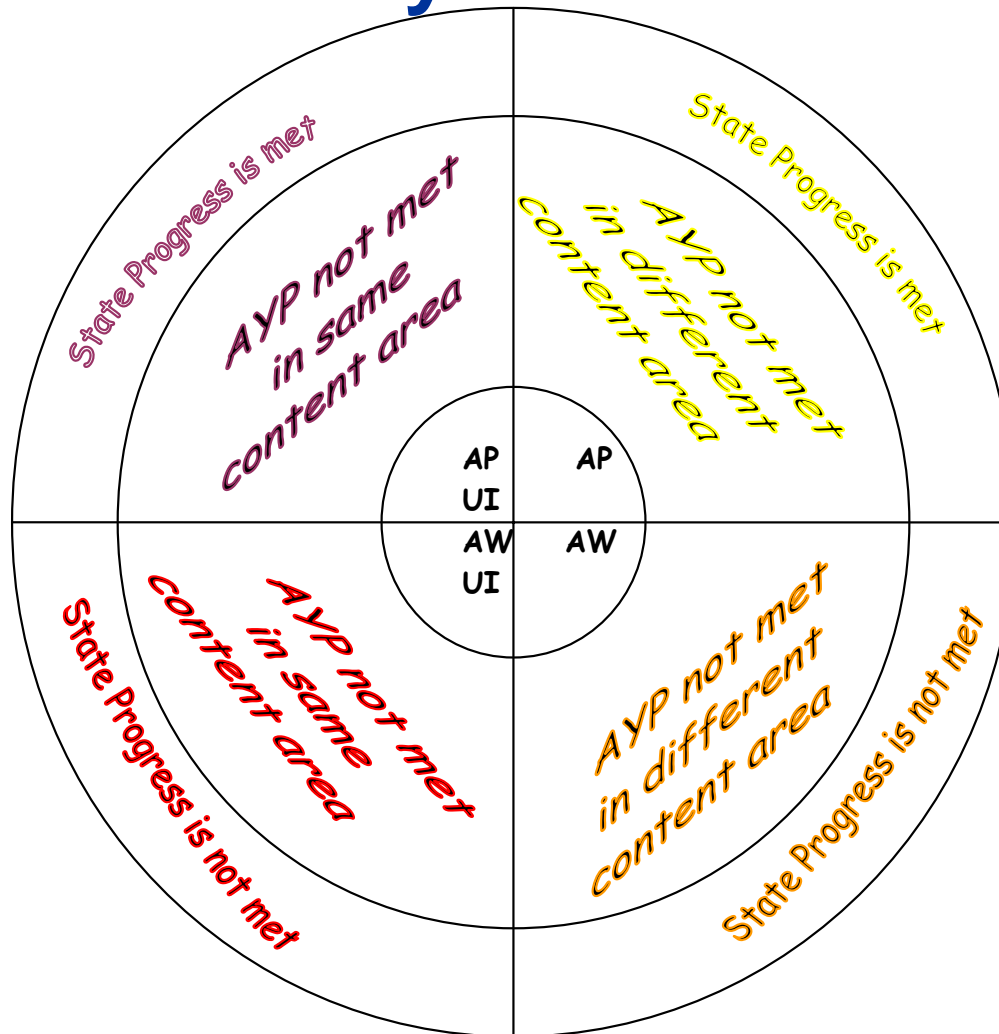 State Progress is met
AYP not met
in same
content area
State Progress is met
AYP not met
in different
content area
AP
UI
AP
AW
UI
AW
State Progress is not met
AYP not met
in same
content area
State Progress is not met
AYP not met
in different
content area